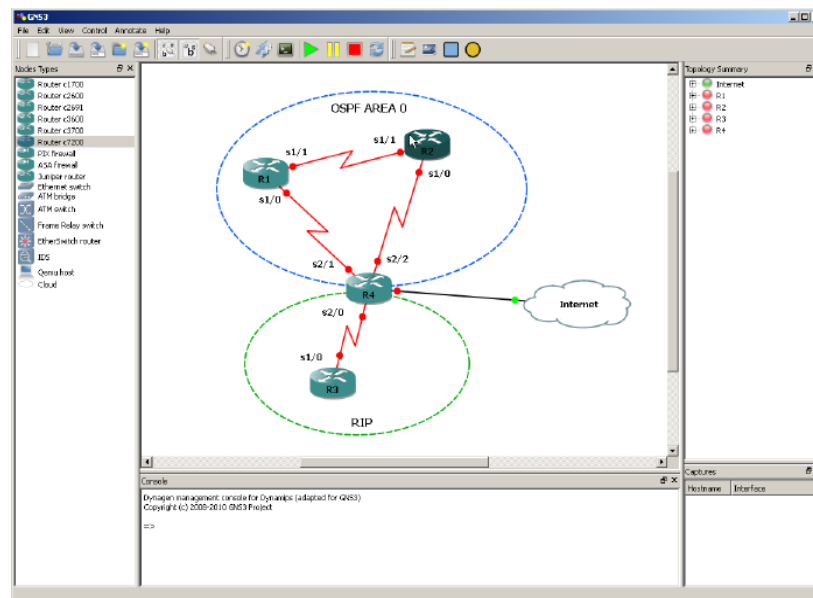 GNS3
File Edit View Control Annotate Help
Nodes Types
Router c1700
Router c2600
Router c2691
Router c3600
Router c3700
Router c7200
PIX firewall
ASA firewall
Juniper router
Ethernet switch
ATM bridge
ATM switch
Frame Relay switch
EtherSwitch router
IDS
Qemu host
Cloud
OSPF AREA 0
s1/1
s1/1
R2
R1
s1/0
s1/0
s2/1
s2/2
R4
Internet
s2/0
s1/0
R3
RIP
Topology Summary
Internet
R1
R2
R3
R4
Console
Dynagen management console for Dynamips (adapted for GNS3)
Copyright (c) 2008-2010 GNS3 Project
=>
Captures
Hostname Interface